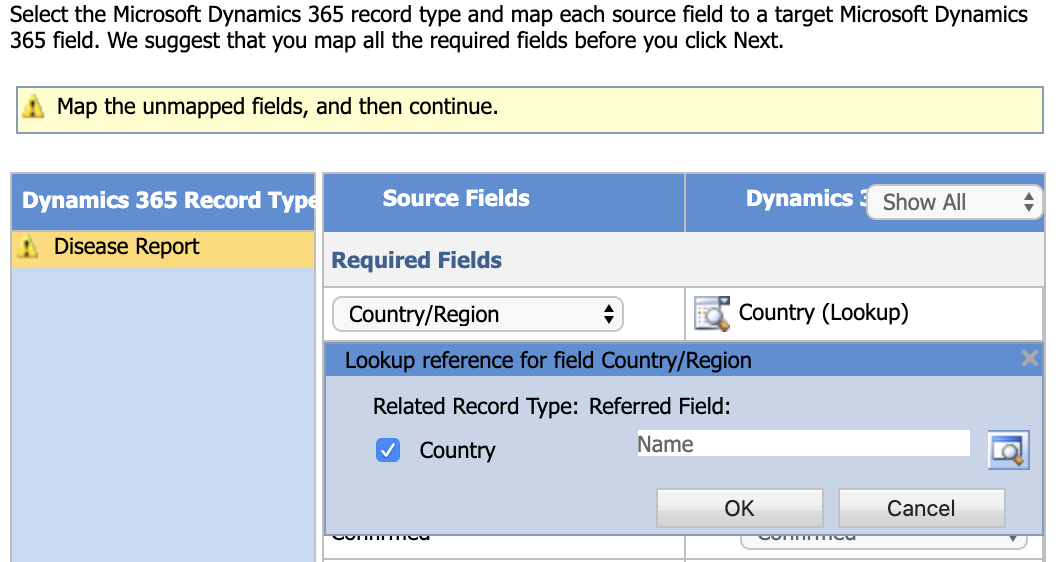 Select the Microsoft Dynamics 365 record type and map each source field to a target Microsoft Dynamics
365 field. We suggest that you map all the required fields before you click Next.
Map the unmapped fields, and then continue.
Dynamics 365 Record Type
Source Fields
Dynamics 3
Show All
Disease Report
Required Fields
Country/Region
Country (Lookup)
Lookup reference for field Country/Region
Related Record Type: Referred Field:
Country
Name
OK
Cancel
Confirmed
Confirmed